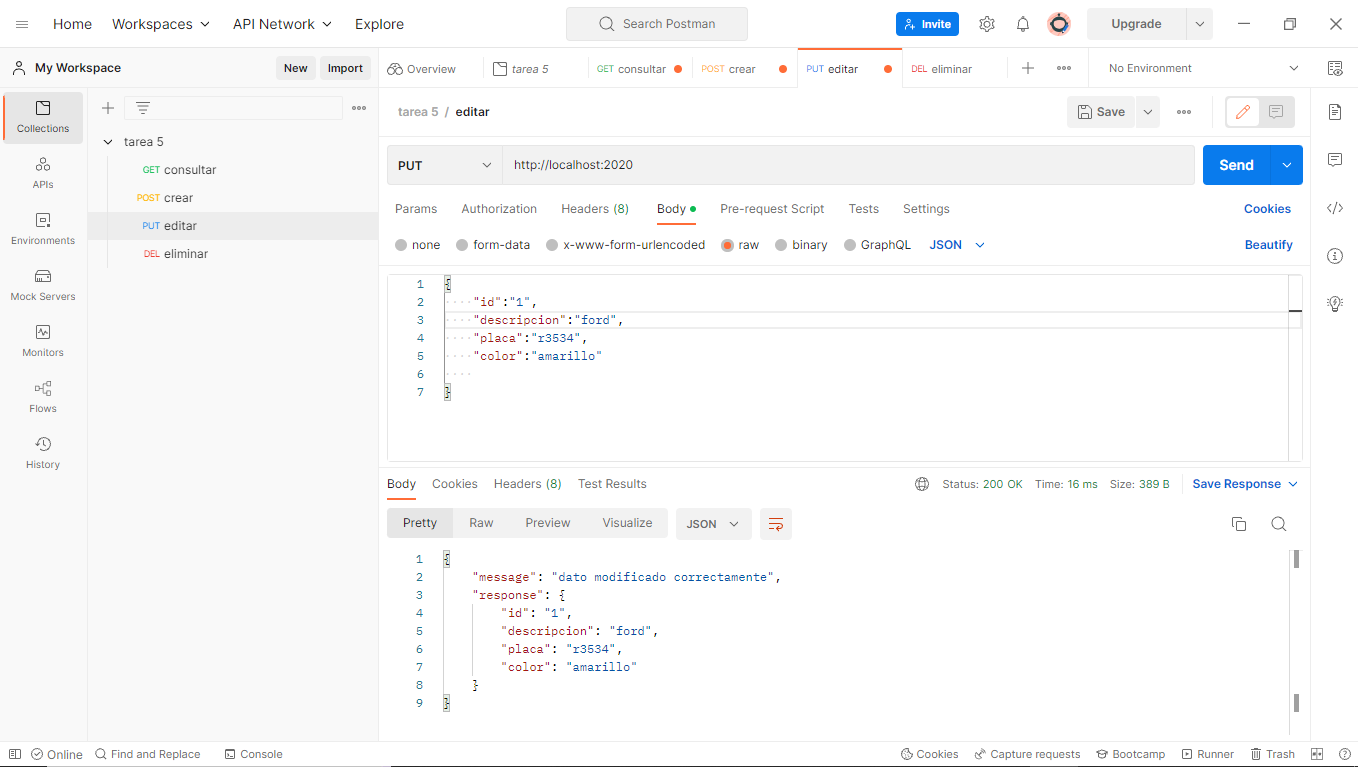 Home Workspaces API Network Explore Search Postman Invite Upgrade
My Workspace New Import Overview tarea 5 GET consultar POST crear PUT editar DEL eliminar No Environment
Collections
APIs
Environments
Mock Servers
Monitors
Flows
History
tarea 5
GET consultar
POST crear
PUT editar
DEL eliminar
tarea 5 / editar Save
PUT http://localhost:2020 Send
Params Authorization Headers (8) Body Pre-request Script Tests Settings Cookies
none form-data x-www-form-urlencoded raw binary GraphQL JSON Beautify
1 {
2 "id":"1",
3 "descripcion":"ford",
4 "placa":"r3534",
5 "color":"amarillo"
6
7 }
Body Cookies Headers (8) Test Results Status: 200 OK Time: 16 ms Size: 389 B Save Response
Pretty Raw Preview Visualize JSON
1 {
2 "message": "dato modificado correctamente",
3 "response": {
4 "id": "1",
5 "descripcion": "ford",
6 "placa": "r3534",
7 "color": "amarillo"
8 }
9 }
Online Find and Replace Console Cookies Capture requests Bootcamp Runner Trash